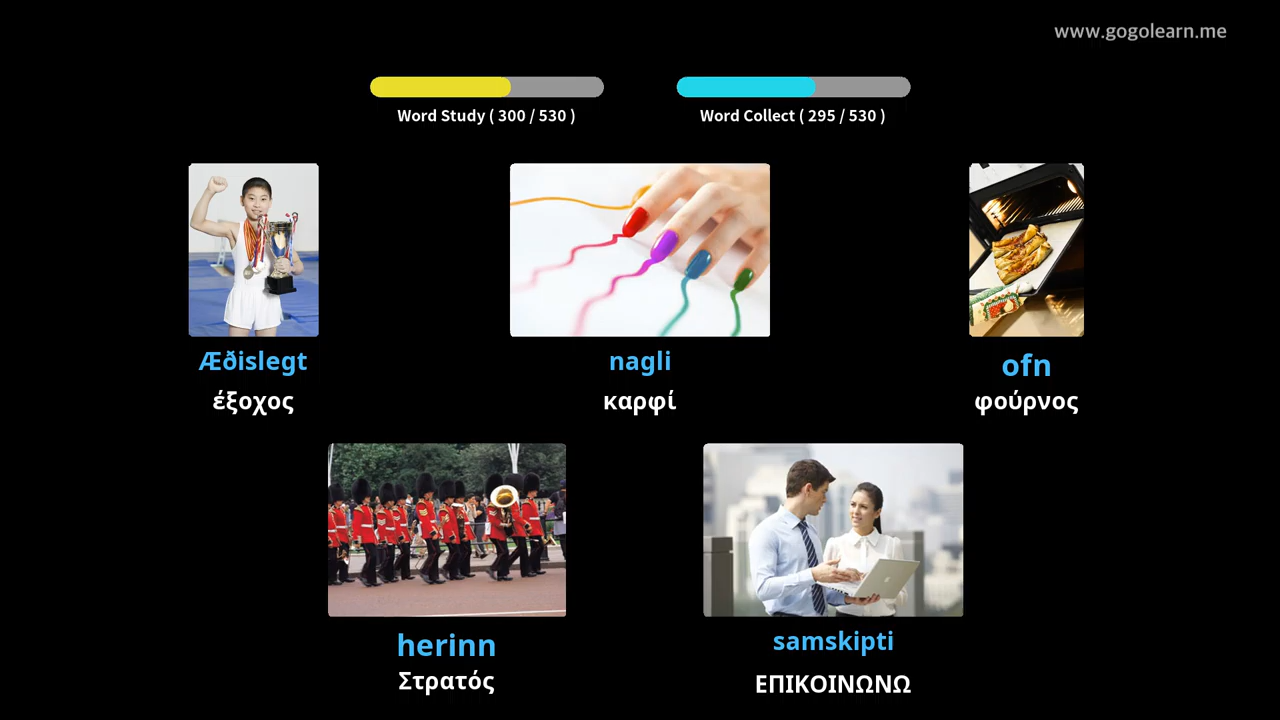 www.gogolearn.me
Word Study ( 300 / 530 )
Word Collect ( 295 / 530 )
Æðislegt
nagli
ofn
έξοχος
καρφί
φούρνος
herinn
samskipti
Στρατός
ΕΠΙΚΟΙΝΩΝΩ